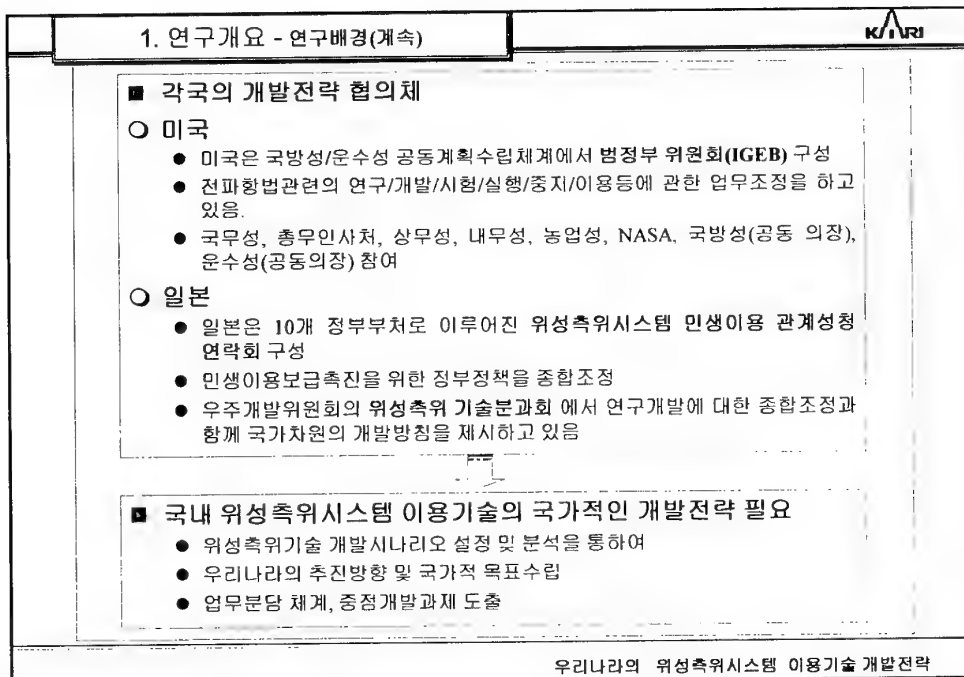 1. 연구개요 - 연구배경(계속)
KARI
■ 각국의 개발전략 협의체
○ 미국
● 미국은 국방성/운수성 공동계획수립체계에서 범정부 위원회(IGEB) 구성
● 전파항법관련의 연구/개발/시험/실행/중지/이용등에 관한 업무조정을 하고
있음.
● 국무성, 총무인사처, 상무성, 내무성, 농업성, NASA, 국방성(공동 의장),
운수성(공동의장) 참여
○ 일본
● 일본은 10개 정부부처로 이루어진 위성측위시스템 민생이용 관계성청
연락회 구성
● 민생이용보급촉진을 위한 정부정책을 종합조정
● 우주개발위원회의 위성측위 기술분과회 에서 연구개발에 대한 종합조정과
함께 국가차원의 개발방침을 제시하고 있음
■ 국내 위성측위시스템 이용기술의 국가적인 개발전략 필요
● 위성측위기술 개발시나리오 설정 및 분석을 통하여
● 우리나라의 추진방향 및 국가적 목표수립
● 업무분담 체계, 중점개발과제 도출
우리나라의 위성측위시스템 이용기술 개발전략